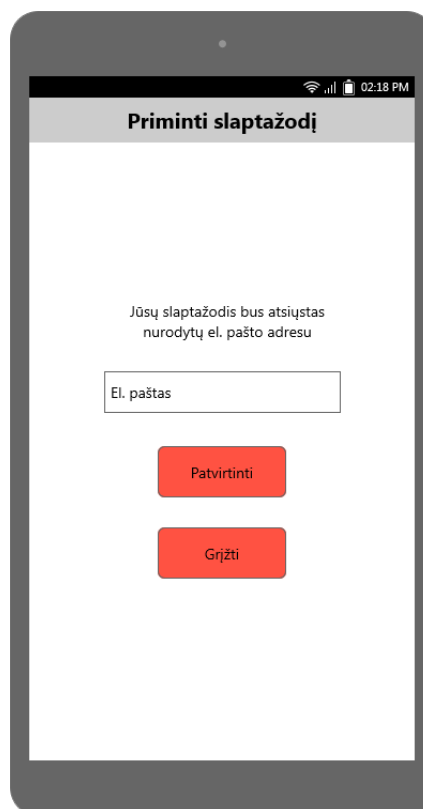 02:18 PM
Priminti slaptažodį
Jūsų slaptažodis bus atsiųstas
nurodytų el. pašto adresu
El. paštas
Patvirtinti
Grįžti